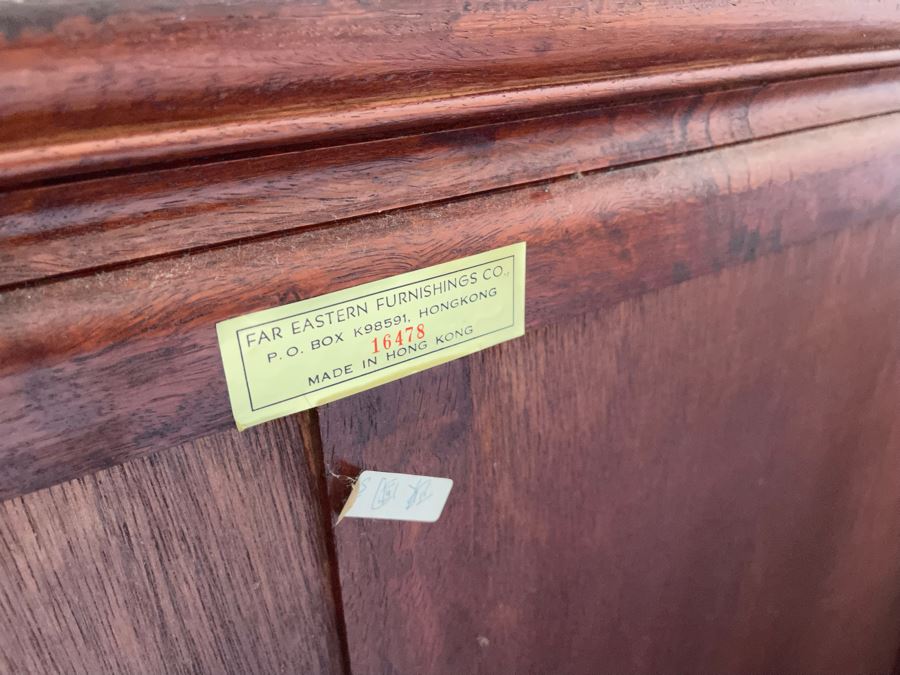 FAR EASTERN FURNISHINGS CO.,
P. O. BOX K98591, HONGKONG
16478
MADE IN HONG KONG